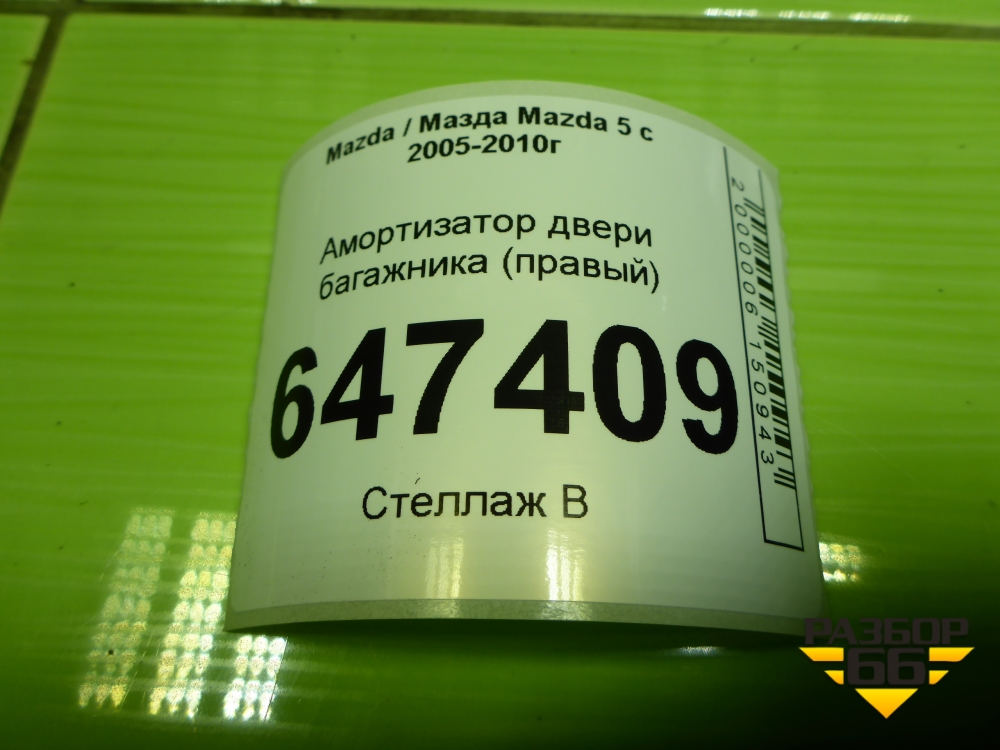 Mazda / Мазда Mazda 5 с
2005-2010г
Амортизатор двери
багажника (правый)
647409
Стеллаж В
2000006150943
РАЗБОР
66